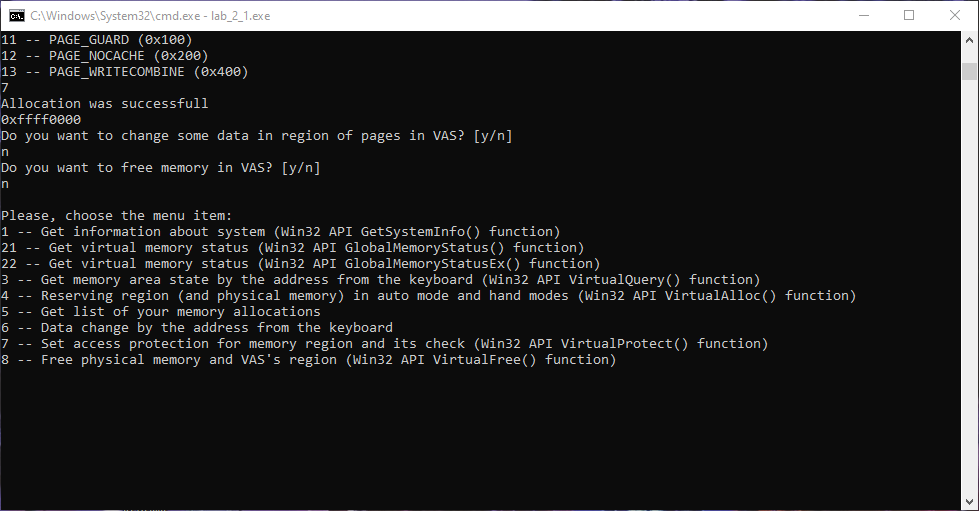 C:\Windows\System32\cmd.exe - lab_2_1.exe
11 -- PAGE_GUARD (0x100)
12 -- PAGE_NOCACHE (0x200)
13 -- PAGE_WRITECOMBINE (0x400)
7
Allocation was successfull
0xffff0000
Do you want to change some data in region of pages in VAS? [y/n]
n
Do you want to free memory in VAS? [y/n]
n
Please, choose the menu item:
1 -- Get information about system (Win32 API GetSystemInfo() function)
21 -- Get virtual memory status (Win32 API GlobalMemoryStatus() function)
22 -- Get virtual memory status (Win32 API GlobalMemoryStatusEx() function)
3 -- Get memory area state by the address from the keyboard (Win32 API VirtualQuery() function)
4 -- Reserving region (and physical memory) in auto mode and hand modes (Win32 API VirtualAlloc() function)
5 -- Get list of your memory allocations
6 -- Data change by the address from the keyboard
7 -- Set access protection for memory region and its check (Win32 API VirtualProtect() function)
8 -- Free physical memory and VAS's region (Win32 API VirtualFree() function)